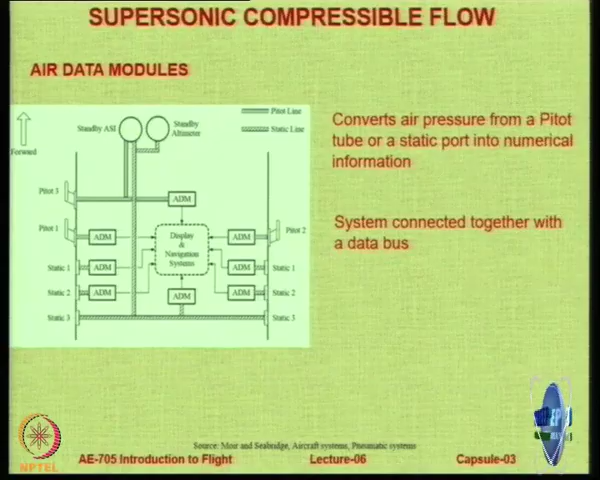 SUPERSONIC COMPRESSIBLE FLOW
AIR DATA MODULES
Forward
Standby ASI
Standby
Altimeter
Pitot Line
Static Line
Pitot 3
Pitot 1
Pitot 2
ADM
ADM
ADM
Display
&
Navigation
Systems
Static 1
ADM
ADM
Static 1
Static 2
ADM
ADM
Static 2
ADM
Static 3
Static 3
Converts air pressure from a Pitot
tube or a static port into numerical
information
System connected together with
a data bus
Source: Moir and Seabridge, Aircraft systems, Pneumatic systems
NPTEL
AE-705 Introduction to Flight
Lecture-06
Capsule-03